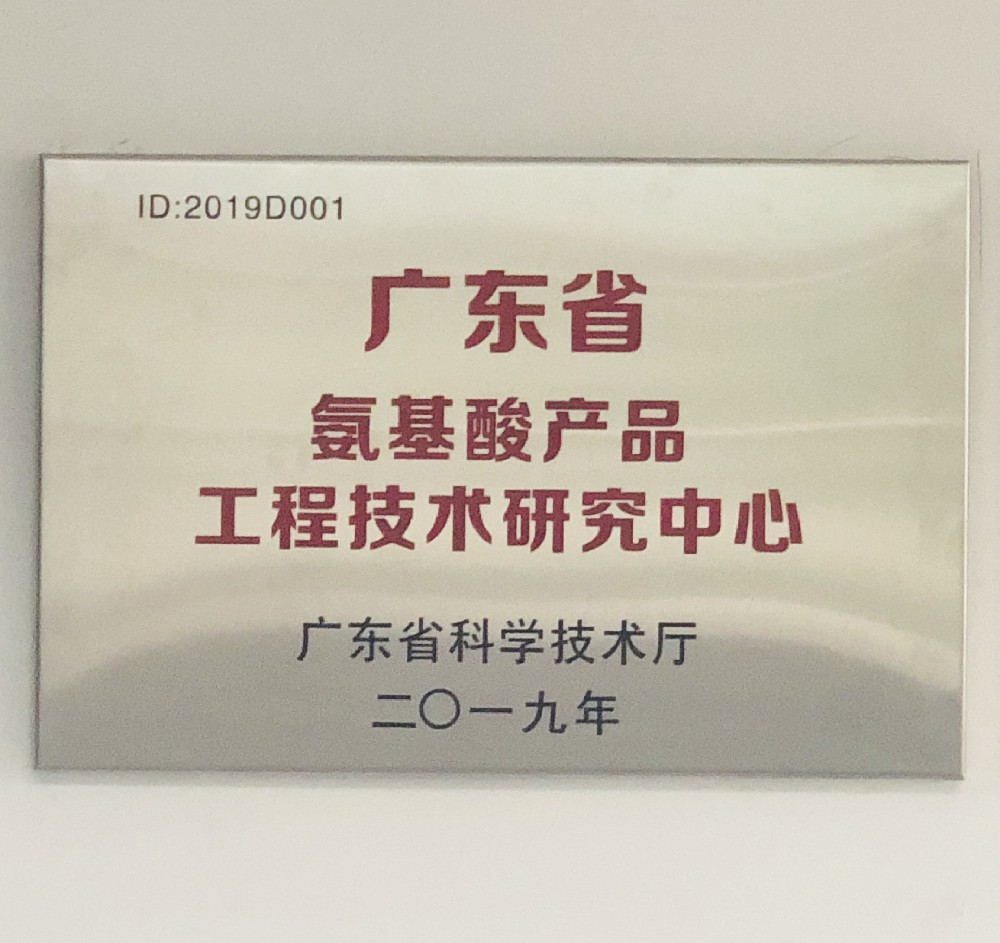 ID:2019D001
广东省
氨基酸产品
工程技术研究中心
广东省科学技术厅
二〇一九年